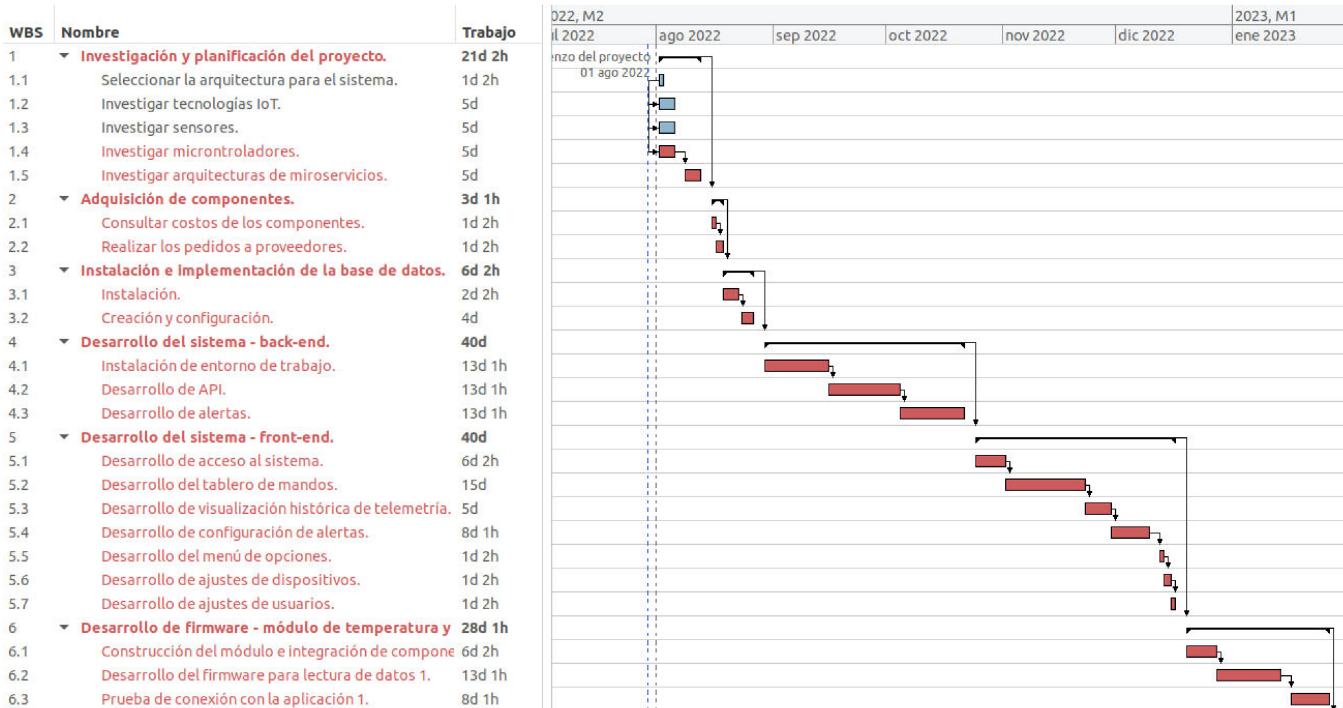 022, M2 2023, M1
WBS Nombre Trabajo ul 2022 ago 2022 sep 2022 oct 2022 nov 2022 dic 2022 ene 2023
1 Investigación y planificación del proyecto. 21d 2h
enzo del proyecto
01 ago 2022
1.1 Seleccionar la arquitectura para el sistema. 1d 2h
1.2 Investigar tecnologías IoT. 5d
1.3 Investigar sensores. 5d
1.4 Investigar microntroladores. 5d
1.5 Investigar arquitecturas de miroservicios. 5d
2 Adquisición de componentes. 3d 1h
2.1 Consultar costos de los componentes. 1d 2h
2.2 Realizar los pedidos a proveedores. 1d 2h
3 Instalación e implementación de la base de datos. 6d 2h
3.1 Instalación. 2d 2h
3.2 Creación y configuración. 4d
4 Desarrollo del sistema - back-end. 40d
4.1 Instalación de entorno de trabajo. 13d 1h
4.2 Desarrollo de API. 13d 1h
4.3 Desarrollo de alertas. 13d 1h
5 Desarrollo del sistema - front-end. 40d
5.1 Desarrollo de acceso al sistema. 6d 2h
5.2 Desarrollo del tablero de mandos. 15d
5.3 Desarrollo de visualización histórica de telemetría. 5d
5.4 Desarrollo de configuración de alertas. 8d 1h
5.5 Desarrollo del menú de opciones. 1d 2h
5.6 Desarrollo de ajustes de dispositivos. 1d 2h
5.7 Desarrollo de ajustes de usuarios. 1d 2h
6 Desarrollo de firmware - módulo de temperatura y 28d 1h
6.1 Construcción del módulo e integración de compone 6d 2h
6.2 Desarrollo del firmware para lectura de datos 1. 13d 1h
6.3 Prueba de conexión con la aplicación 1. 8d 1h